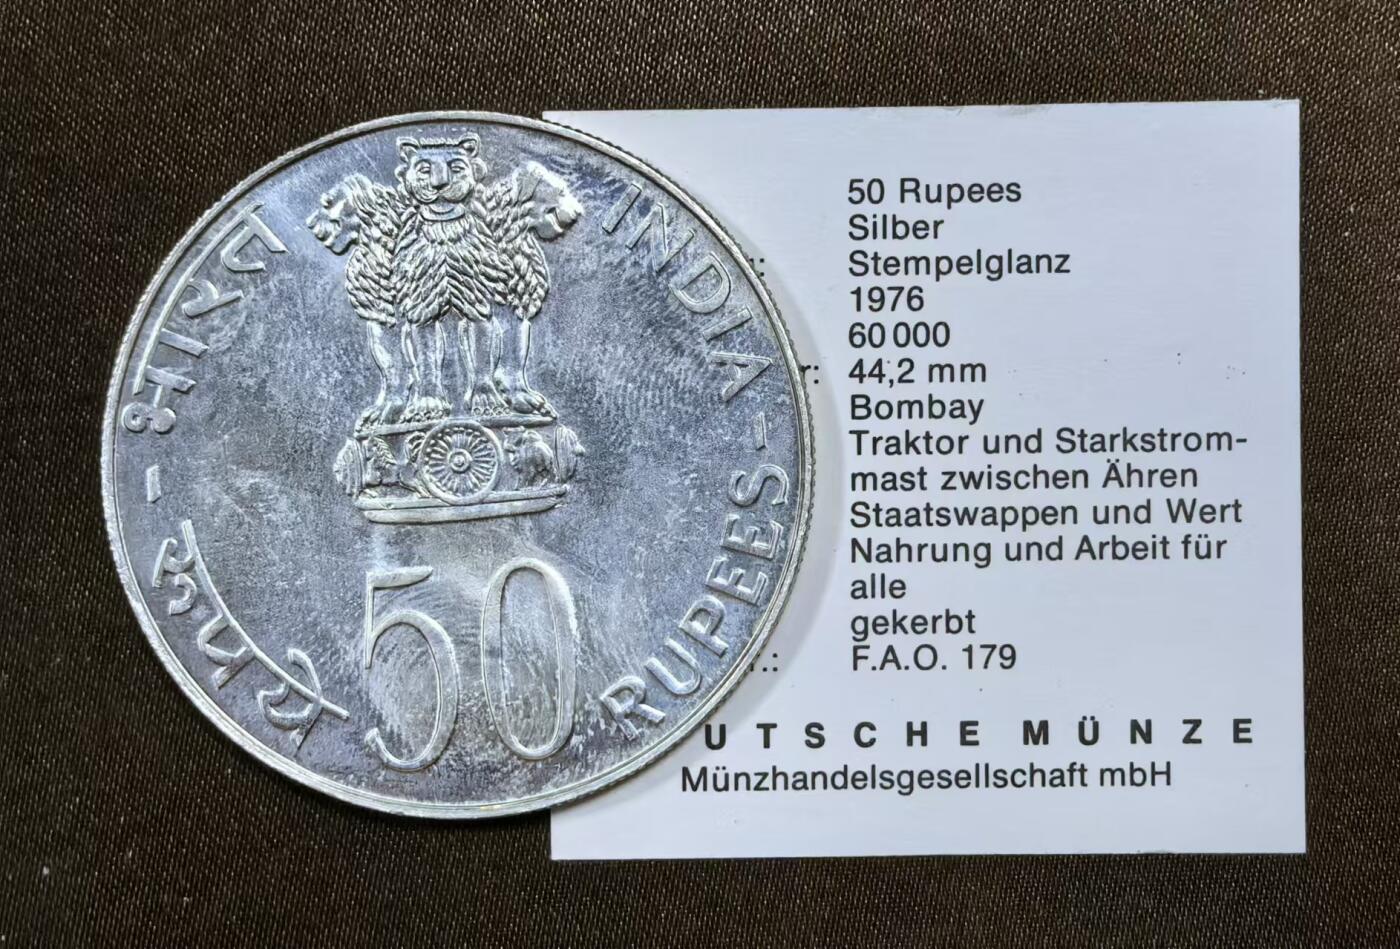 भारत
INDIA
रूपये
RUPEES
50
50 Rupees
Silber
Stempelglanz
1976
60 000
r: 44,2 mm
Bombay
Traktor und Starkstrom-
mast zwischen Ähren
Staatswappen und Wert
Nahrung und Arbeit für
alle
gekerbt
F.A.O. 179
UTSCHE MÜNZE
Münzhandelsgesellschaft mbH